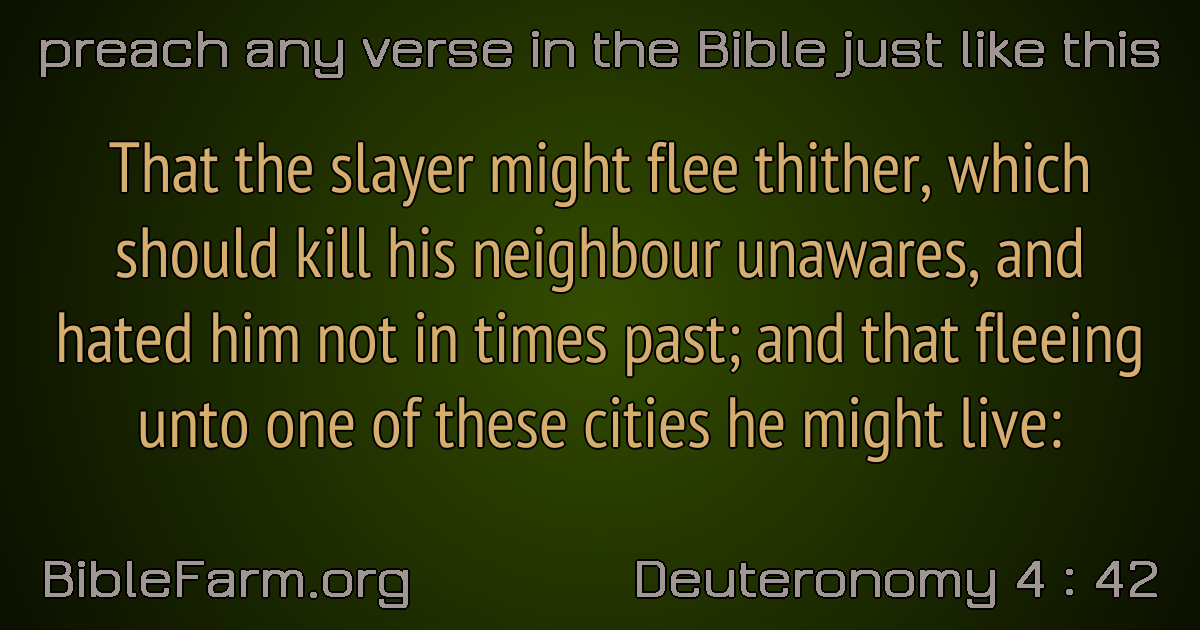 preach any verse in the Bible just like this
That the slayer might flee thither, which
should kill his neighbour unawares, and
hated him not in times past; and that fleeing
unto one of these cities he might live:
BibleFarm.org
Deuteronomy 4 : 42